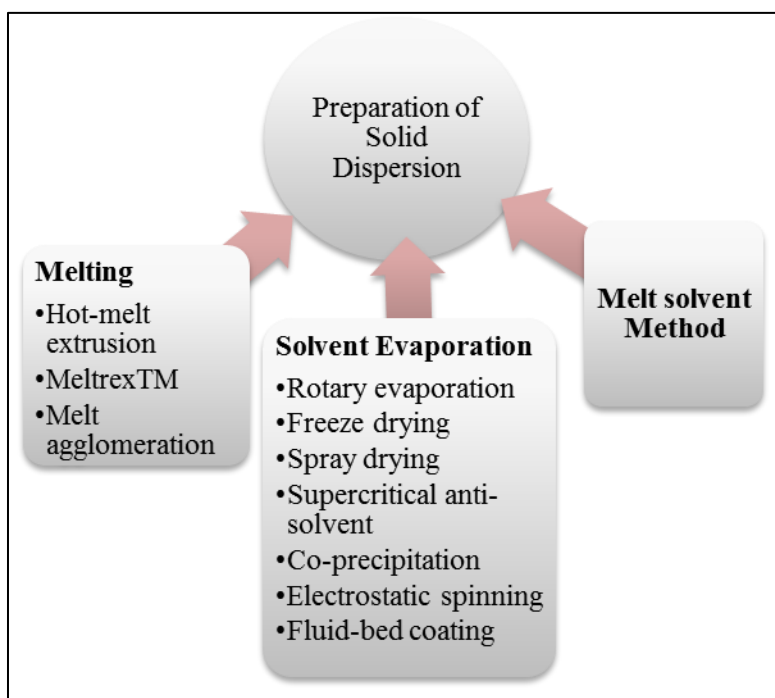 Preparation of
Solid
Dispersion
Melting
•Hot-melt
extrusion
•MeltrexTM
•Melt
agglomeration
Solvent Evaporation
•Rotary evaporation
•Freeze drying
•Spray drying
•Supercritical anti-
solvent
•Co-precipitation
•Electrostatic spinning
•Fluid-bed coating
Melt solvent
Method